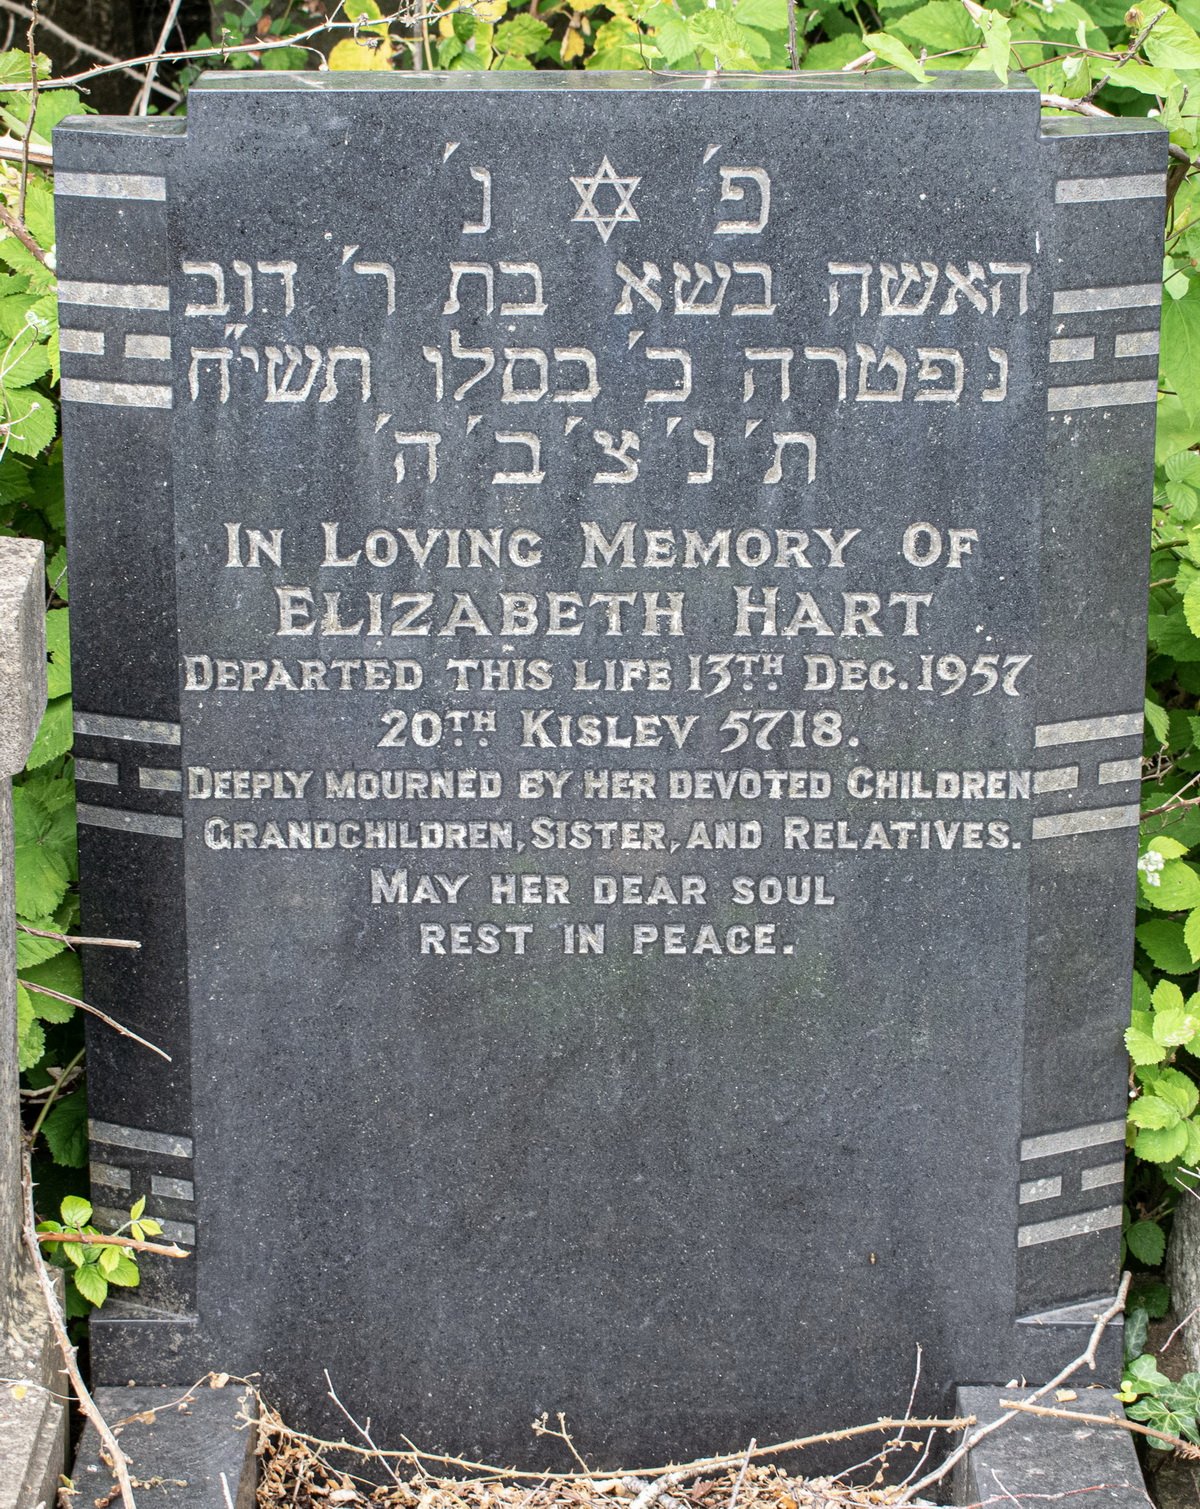 פ׳ נ׳
האשה בשא בת ר׳ דוב
נפטרה כ׳ בסלו תשי״ח
ת׳ נ׳ צ׳ ב׳ ה׳
IN LOVING MEMORY OF
ELIZABETH HART
DEPARTED THIS LIFE 13TH DEC. 1957
20TH KISLEV 5718.
DEEPLY MOURNED BY HER DEVOTED CHILDREN
GRANDCHILDREN, SISTER, AND RELATIVES.
MAY HER DEAR SOUL
REST IN PEACE.